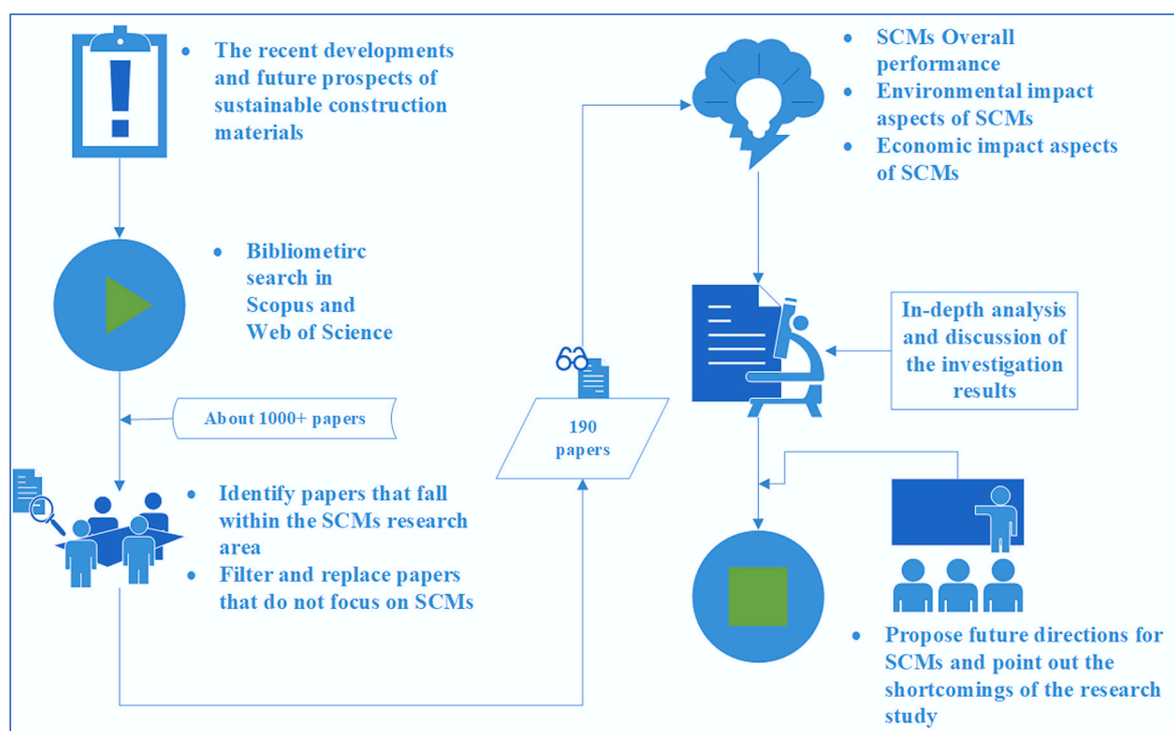 • The recent developments
and future prospects of
sustainable construction
materials
• Bibliometirc
search in
Scopus and
Web of Science
About 1000+ papers
• Identify papers that fall
within the SCMs research
area
• Filter and replace papers
that do not focus on SCMs
190
papers
• SCMs Overall
performance
• Environmental impact
aspects of SCMs
• Economic impact aspects
of SCMs
In-depth analysis
and discussion of
the investigation
results
• Propose future directions for
SCMs and point out the
shortcomings of the research
study